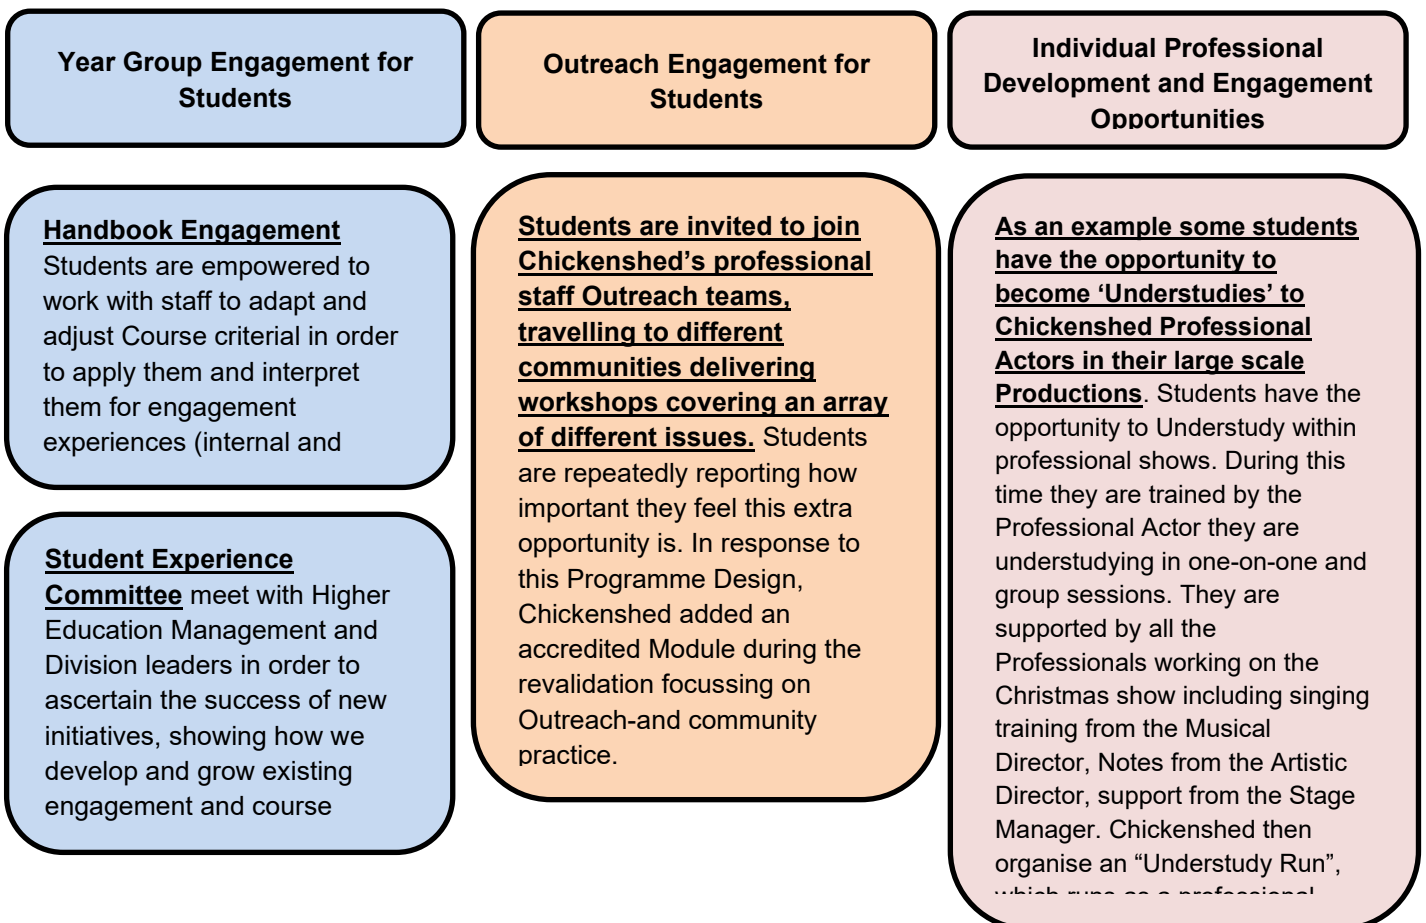 Year Group Engagement for
Students
Outreach Engagement for
Students
Individual Professional
Development and Engagement
Opportunities
Handbook Engagement
Students are empowered to
work with staff to adapt and
adjust Course criterial in order
to apply them and interpret
them for engagement
experiences (internal and
Student Experience
Committee meet with Higher
Education Management and
Division leaders in order to
ascertain the success of new
initiatives, showing how we
develop and grow existing
engagement and course
Students are invited to join
Chickenshed’s professional
staff Outreach teams,
travelling to different
communities delivering
workshops covering an array
of different issues. Students
are repeatedly reporting how
important they feel this extra
opportunity is. In response to
this Programme Design,
Chickenshed added an
accredited Module during the
revalidation focussing on
Outreach-and community
practice.
As an example some students
have the opportunity to
become ‘Understudies’ to
Chickenshed Professional
Actors in their large scale
Productions. Students have the
opportunity to Understudy within
professional shows. During this
time they are trained by the
Professional Actor they are
understudying in one-on-one and
group sessions. They are
supported by all the
Professionals working on the
Christmas show including singing
training from the Musical
Director, Notes from the Artistic
Director, support from the Stage
Manager. Chickenshed then
organise an “Understudy Run”,
which runs as a professional